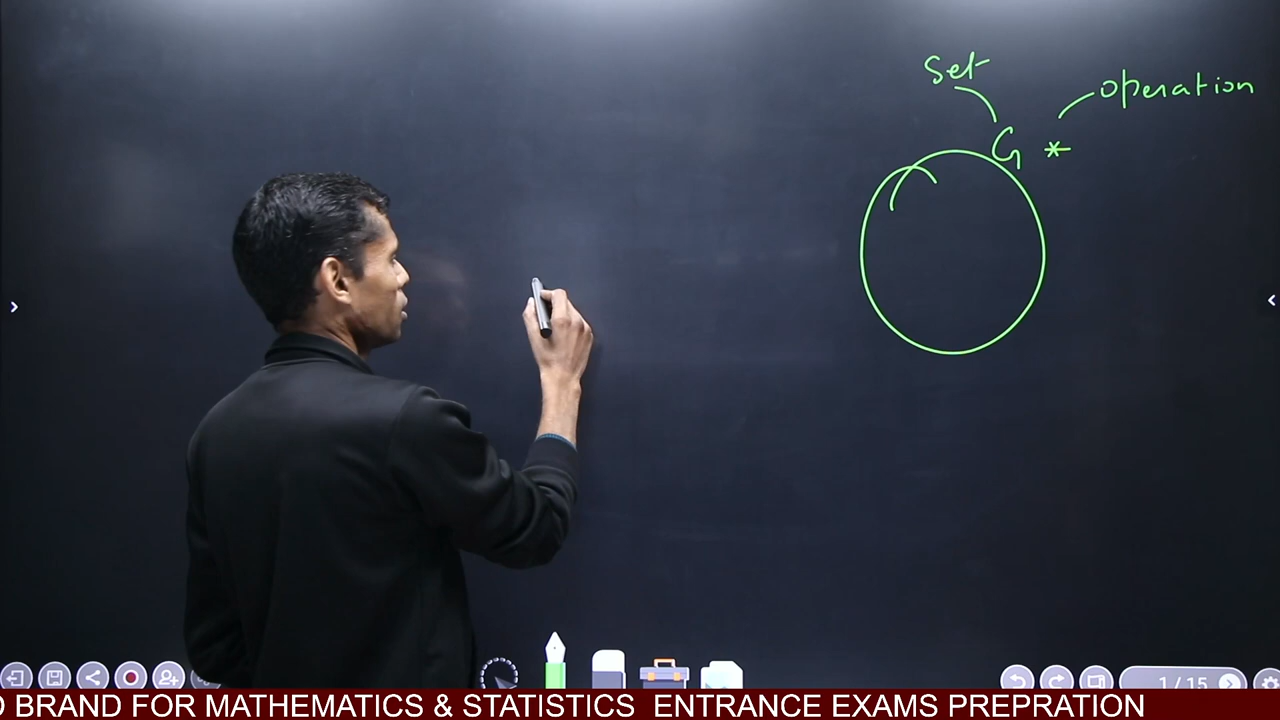 Set
operation
G *
1 / 15
BRAND FOR MATHEMATICS & STATISTICS ENTRANCE EXAMS PREPRATION